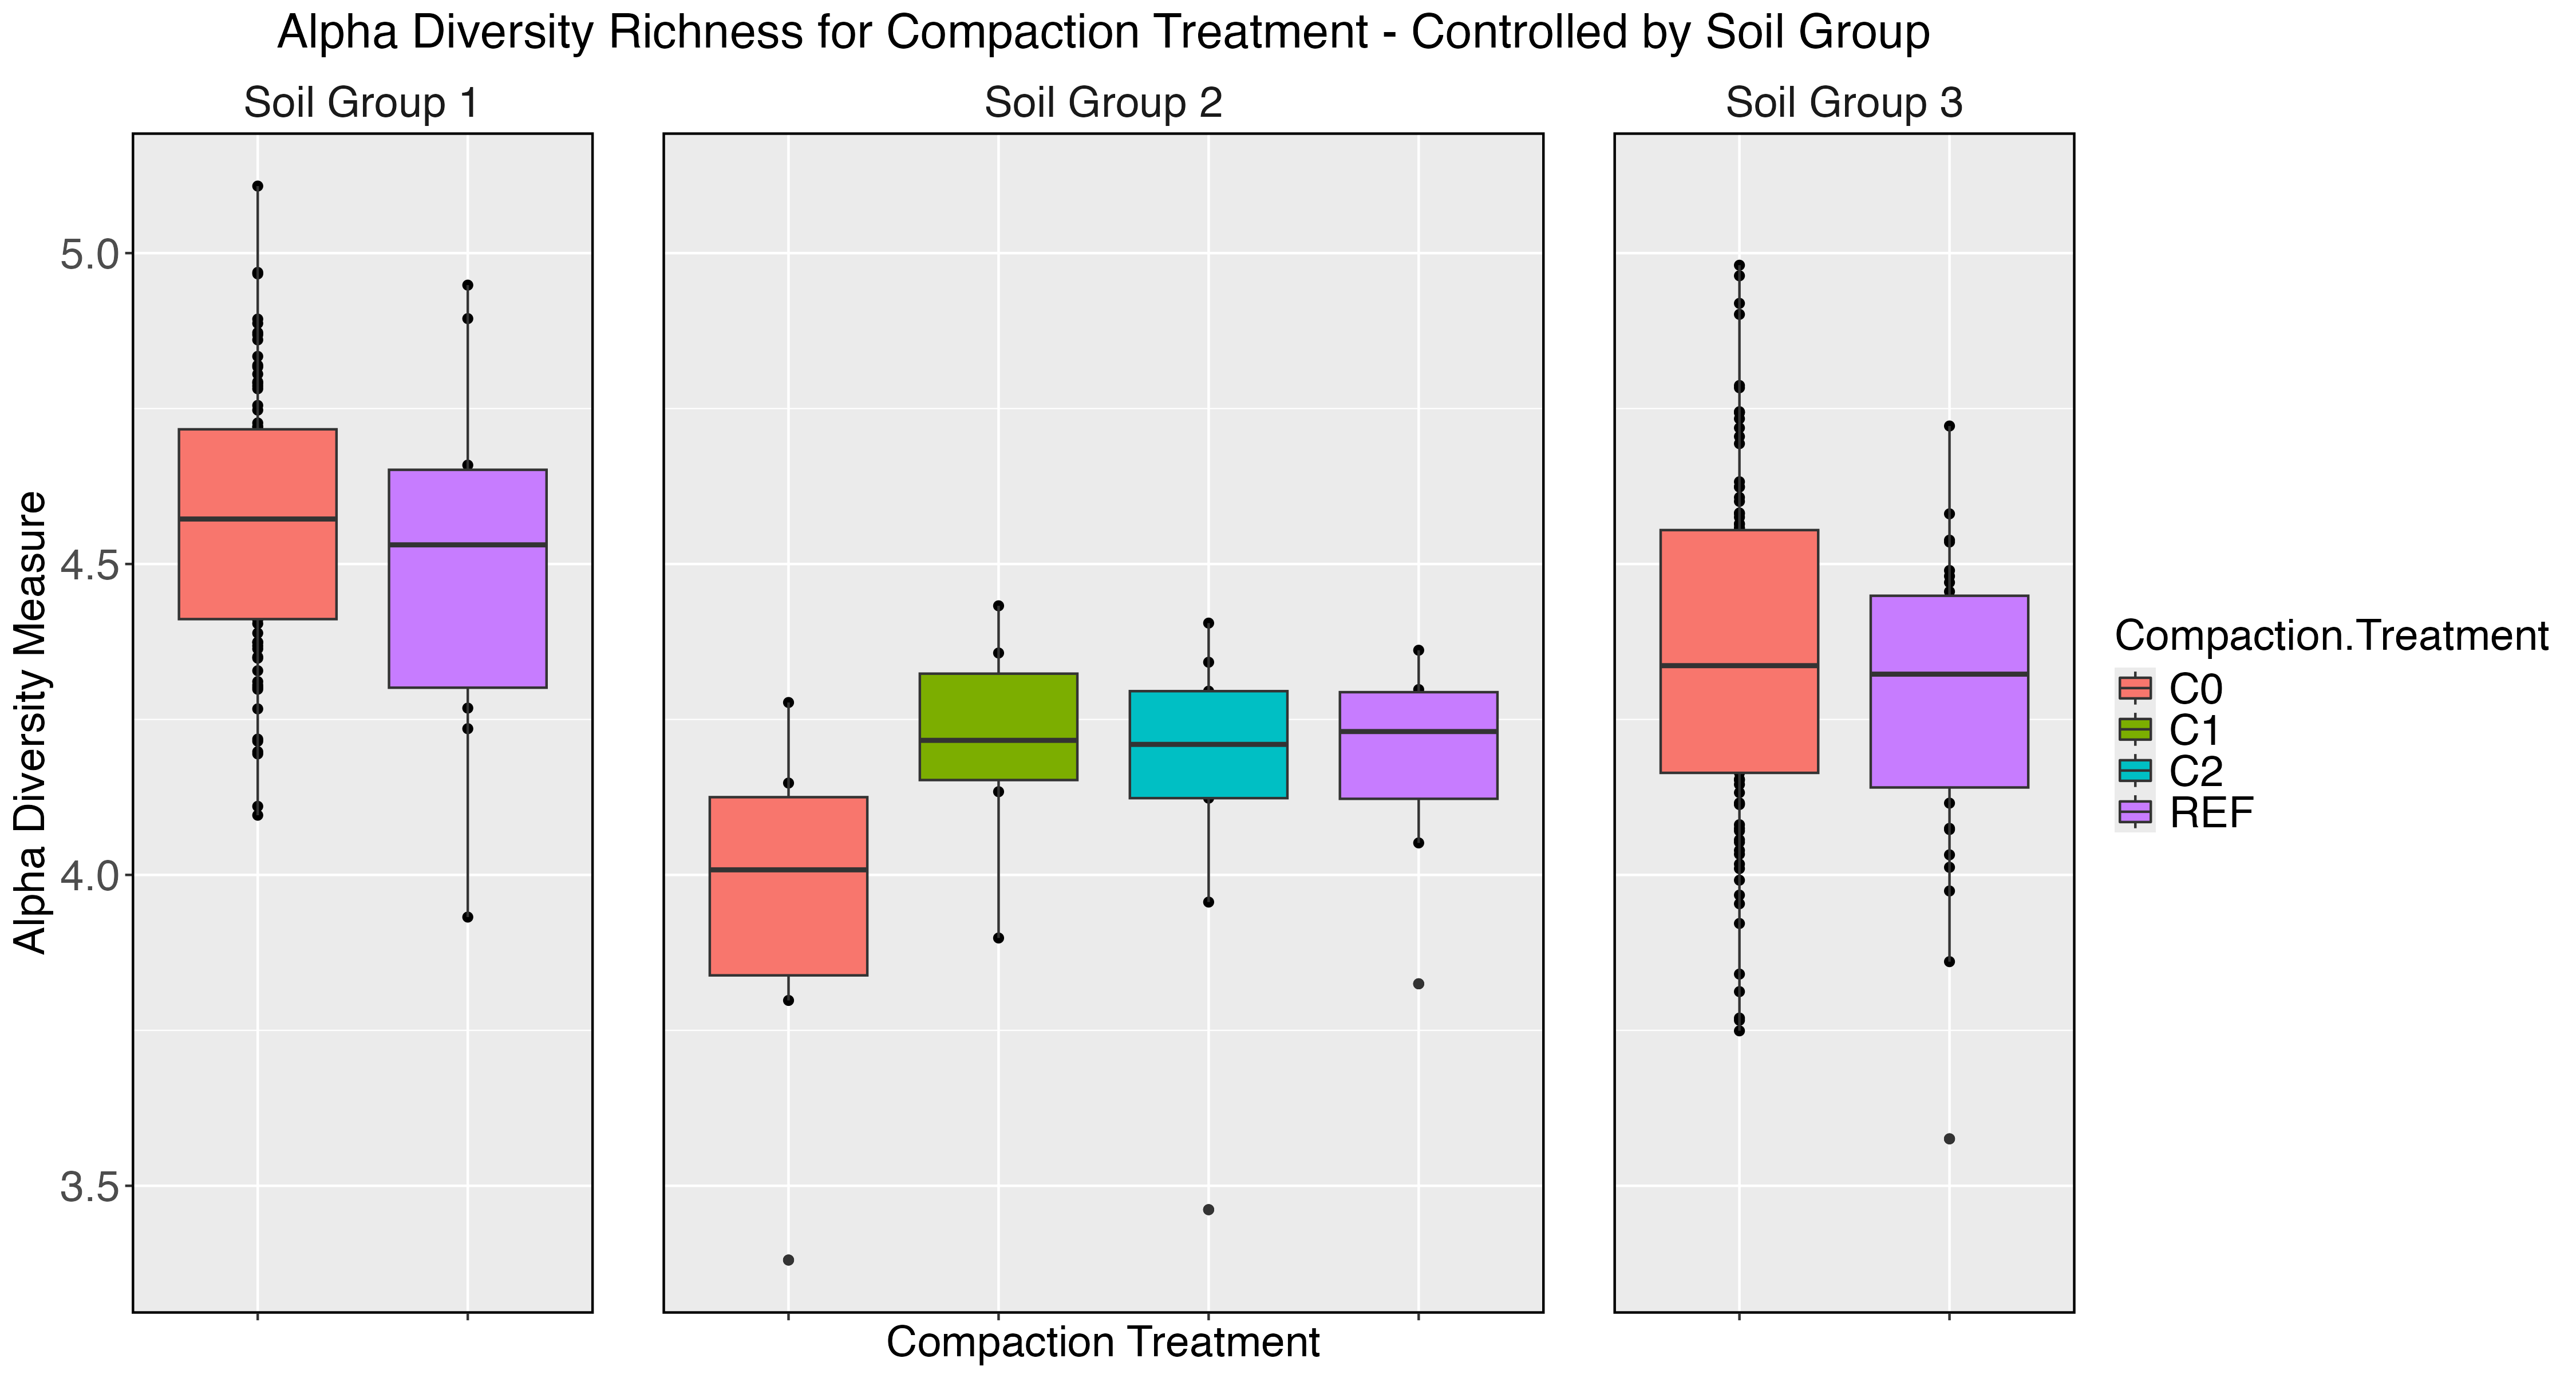 Alpha Diversity Richness for Compaction Treatment - Controlled by Soil Group
Soil Group 1
Soil Group 2
Soil Group 3
Alpha Diversity Measure
5.0
4.5
4.0
3.5
Compaction Treatment
Compaction.Treatment
C0
C1
C2
REF